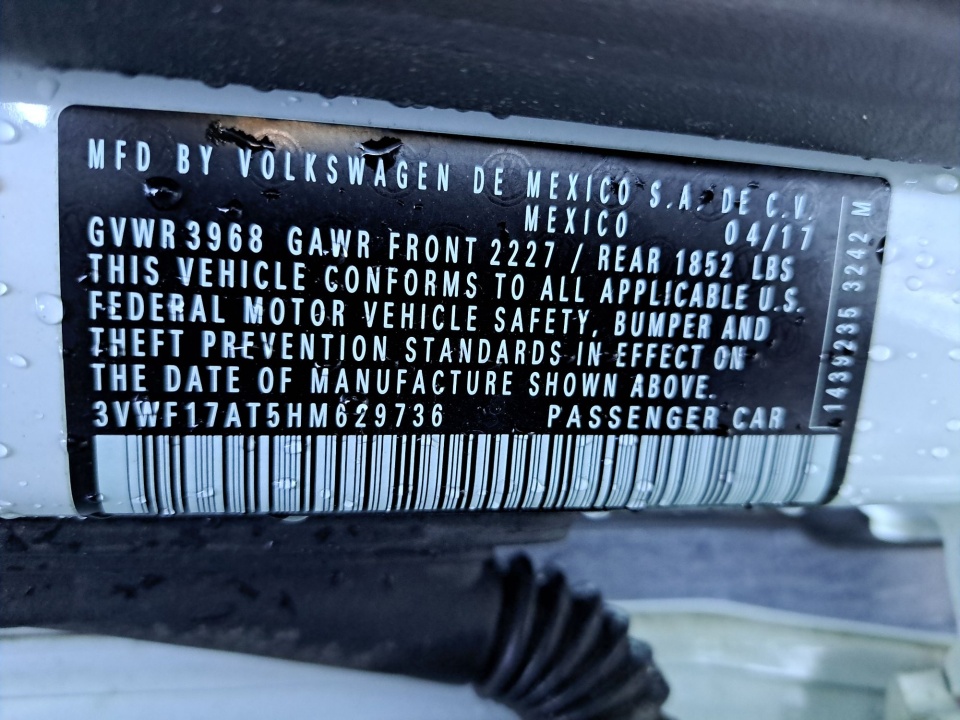 MFD BY VOLKSWAGEN DE MEXICO S.A. DE C.V.
MEXICO 04/17
GVWR 3968 GAWR FRONT 2227 / REAR 1852 LBS
THIS VEHICLE CONFORMS TO ALL APPLICABLE U.S.
FEDERAL MOTOR VEHICLE SAFETY, BUMPER AND
THEFT PREVENTION STANDARDS IN EFFECT ON
THE DATE OF MANUFACTURE SHOWN ABOVE.
3VWF17AT5HM629736 PASSENGER CAR
1439235 3242 M